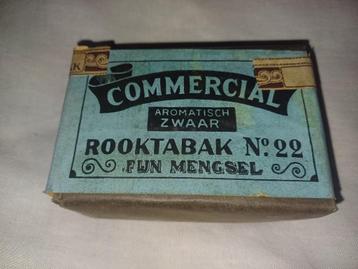 COMMERCIAL
AROMATISCH
ZWAAR
ROOKTABAK No. 22
FIJN MENGSEL